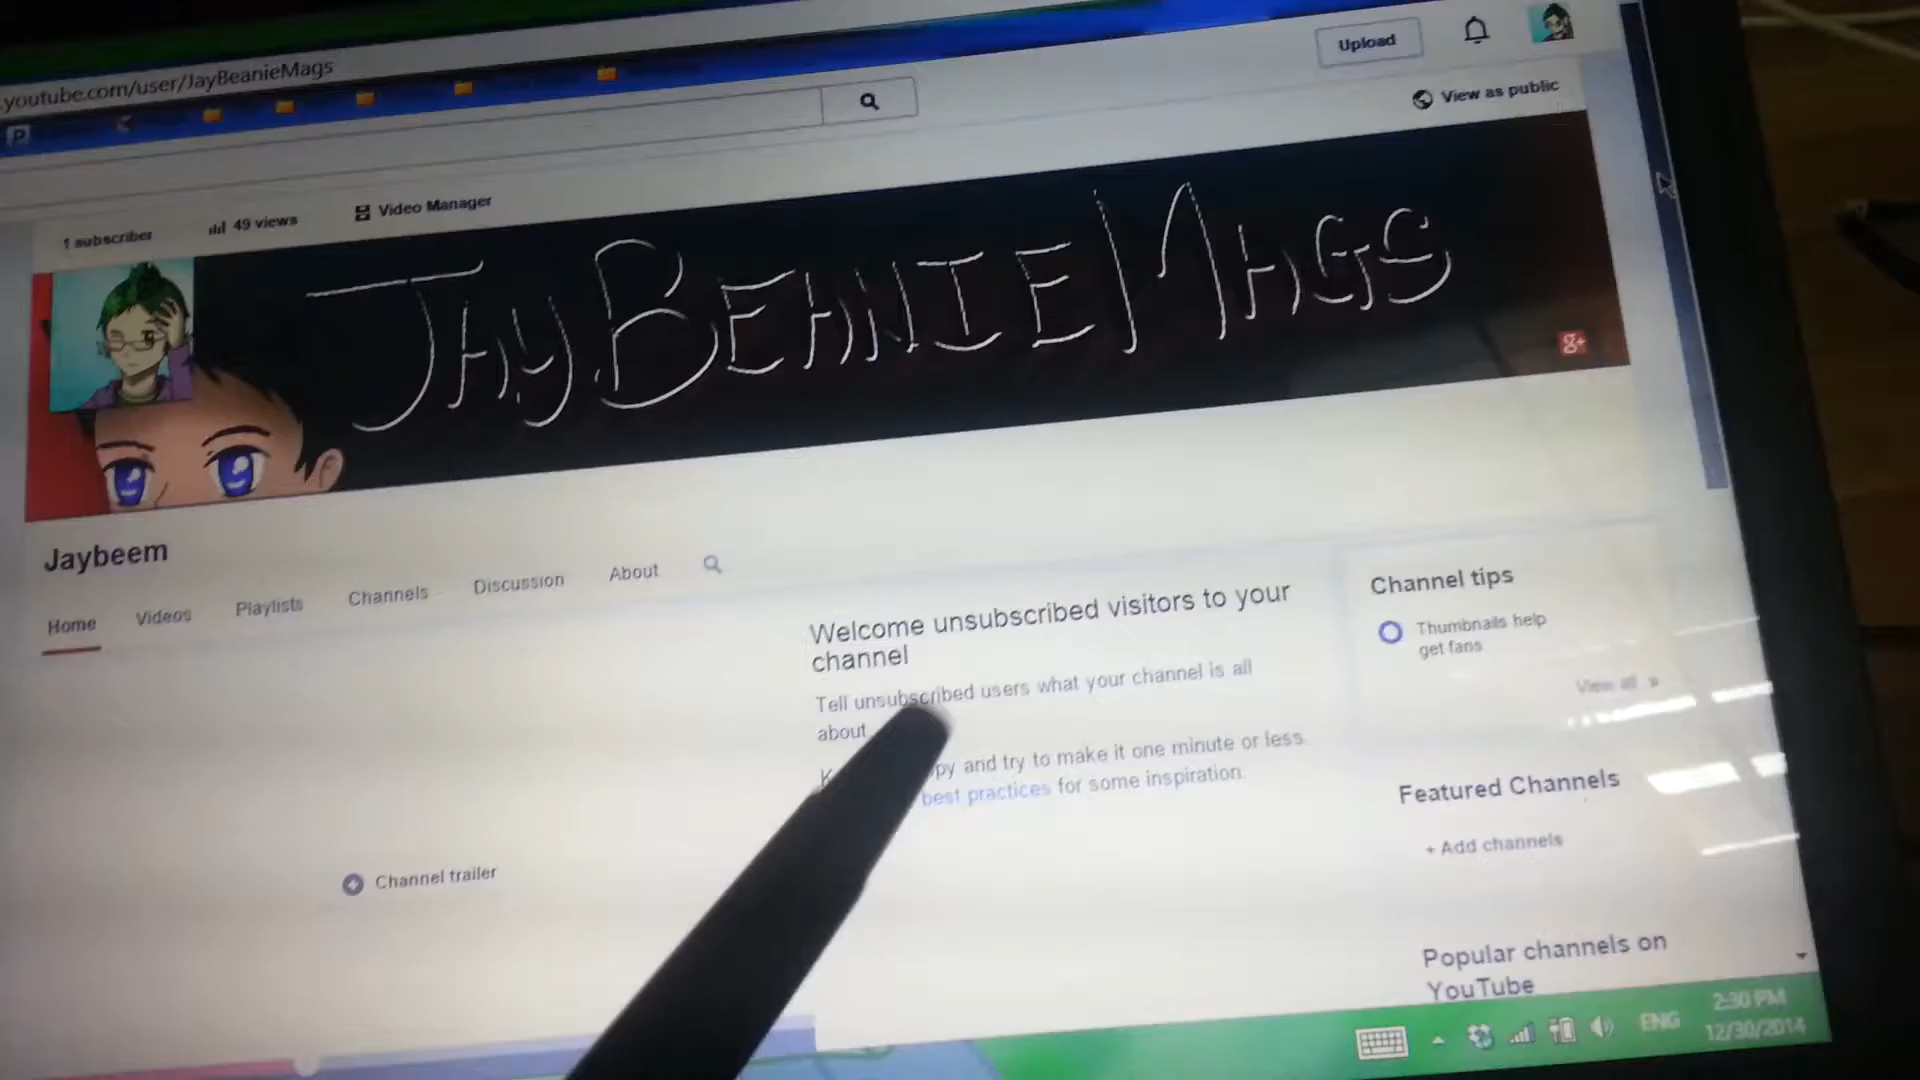 youtube.com/user/JayBeanieMags
Upload
View as public
1 subscriber
49 views
Video Manager
JAYBEANIEMAGS
g+
Jaybeem
Home
Videos
Playlists
Channels
Discussion
About
Welcome unsubscribed visitors to your
channel
Tell unsubscribed users what your channel is all
about
py and try to make it one minute or less
best practices for some inspiration
Channel trailer
Channel tips
Thumbnails help
get fans
View all »
Featured Channels
+ Add channels
Popular channels on
YouTube
ENG
2:30 PM
12/30/2014